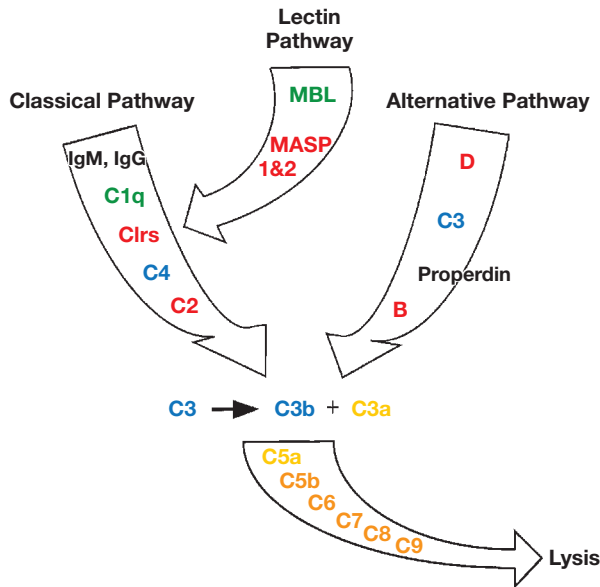 Lectin
Pathway
Classical Pathway
MBL
Alternative Pathway
MASP
1&2
IgM, IgG
C1q
Clrs
C4
C2
D
C3
Properdin
B
C3 → C3b + C3a
C5a
C5b
C6
C7
C8
C9
Lysis